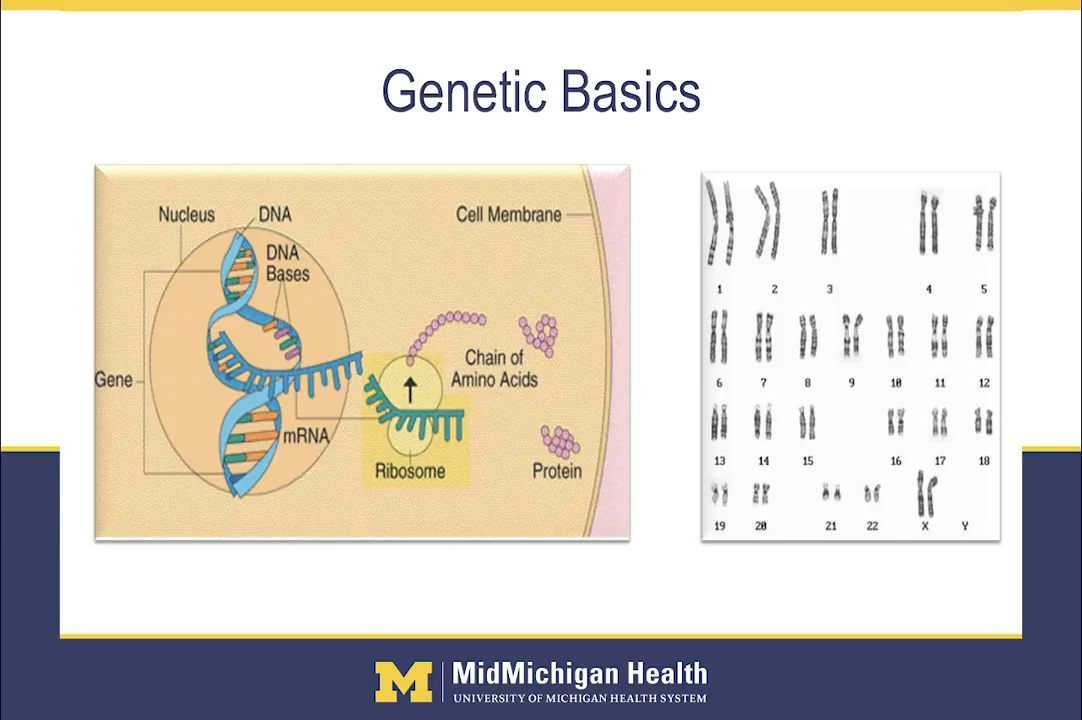 Genetic Basics
Nucleus
DNA
DNA
Bases
Cell Membrane
Gene
Chain of
Amino Acids
mRNA
Ribosome
Protein
1 2 3 4 5
6 7 8 9 10 11 12
13 14 15 16 17 18
19 20 21 22 X Y
M MidMichigan Health
UNIVERSITY OF MICHIGAN HEALTH SYSTEM